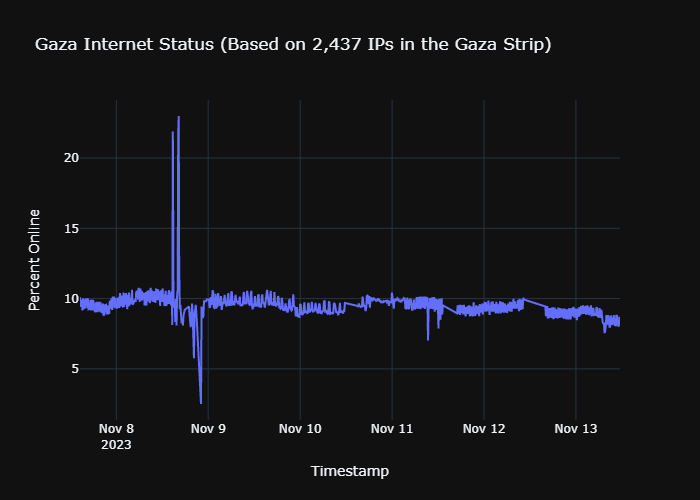 Gaza Internet Status (Based on 2,437 IPs in the Gaza Strip)
Percent Online
20
15
10
5
Nov 8
2023
Nov 9
Nov 10
Nov 11
Nov 12
Nov 13
Timestamp